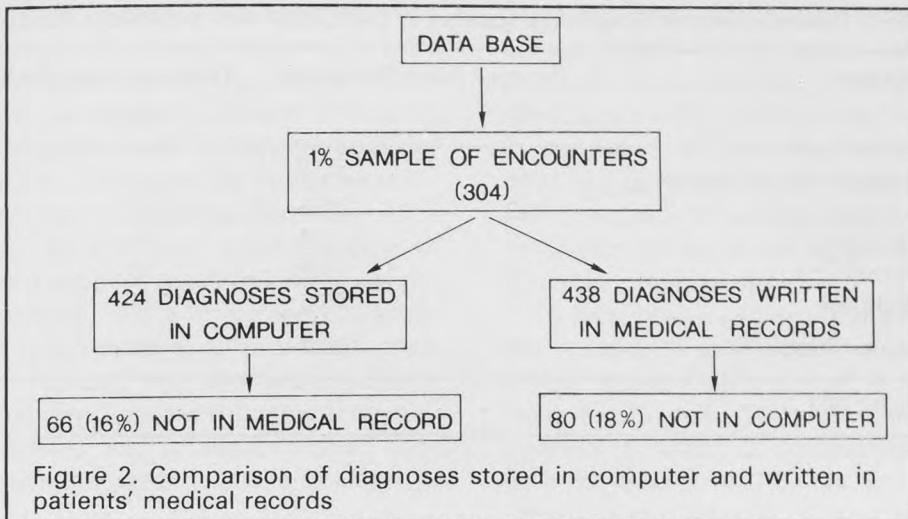 DATA BASE
1% SAMPLE OF ENCOUNTERS
(304)
424 DIAGNOSES STORED
IN COMPUTER
438 DIAGNOSES WRITTEN
IN MEDICAL RECORDS
66 (16%) NOT IN MEDICAL RECORD
80 (18%) NOT IN COMPUTER
Figure 2. Comparison of diagnoses stored in computer and written in
patients' medical records